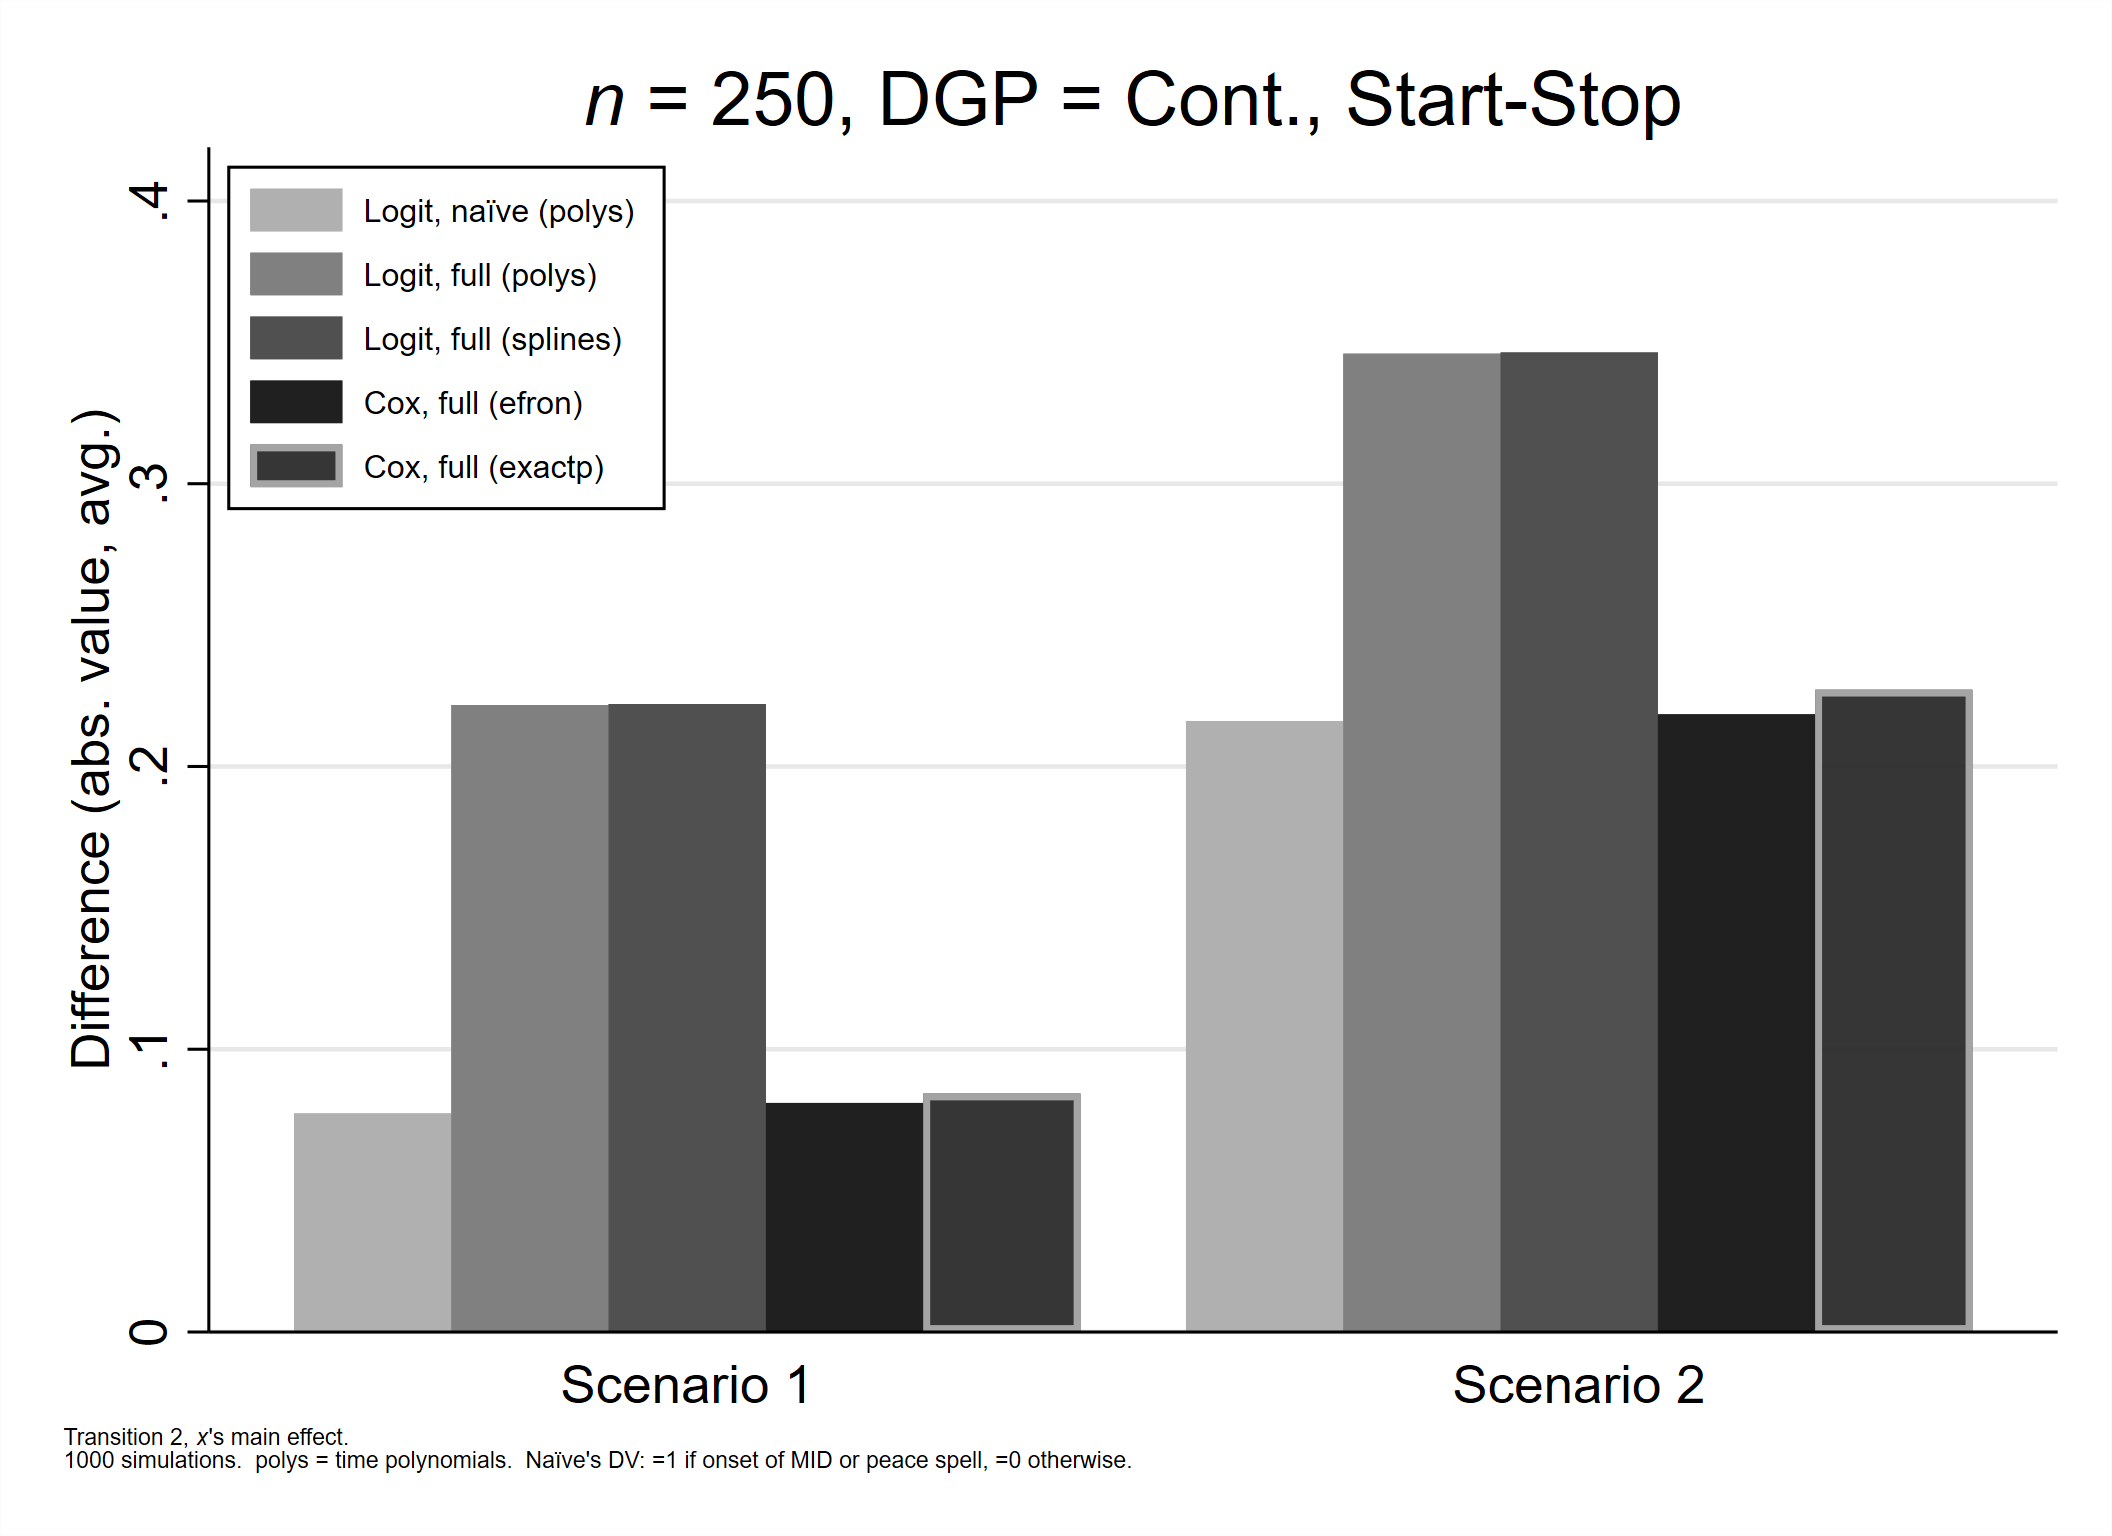 n = 250, DGP = Cont., Start-Stop
Logit, naïve (polys)
Logit, full (polys)
Logit, full (splines)
Cox, full (efron)
Cox, full (exactp)
Difference (abs. value, avg.)
.4
.3
.2
.1
0
Scenario 1
Scenario 2
Transition 2, x's main effect.
1000 simulations.  polys = time polynomials.  Naïve's DV: =1 if onset of MID or peace spell, =0 otherwise.